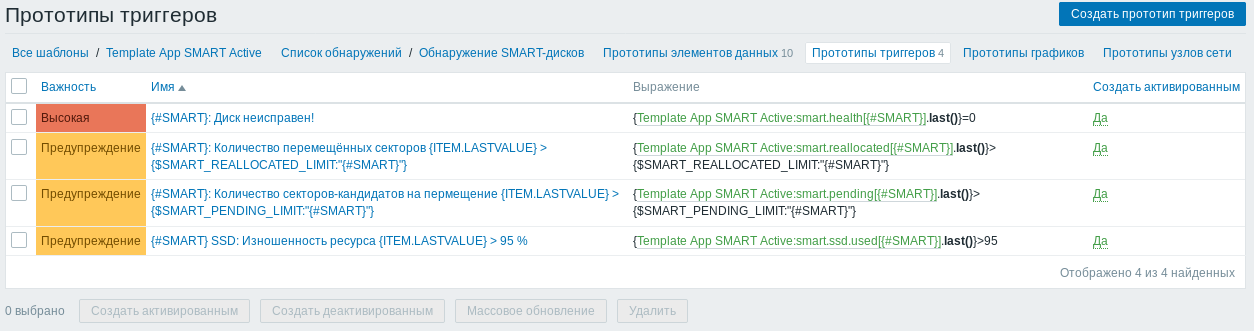 Прототипы триггеров
Создать прототип триггеров
Все шаблоны / Template App SMART Active Список обнаружений / Обнаружение SMART-дисков Прототипы элементов данных 10 Прототипы триггеров 4 Прототипы графиков Прототипы узлов сети
Важность Имя Выражение Создать активированным
Высокая {#SMART}: Диск неисправен! {Template App SMART Active:smart.health[{#SMART}].last()}=0 Да
Предупреждение {#SMART}: Количество перемещённых секторов {ITEM.LASTVALUE} > {Template App SMART Active:smart.reallocated[{#SMART}].last()}> Да
{$SMART_REALLOCATED_LIMIT:"{#SMART}"} {$SMART_REALLOCATED_LIMIT:"{#SMART}"}
Предупреждение {#SMART}: Количество секторов-кандидатов на пермещение {ITEM.LASTVALUE} > {Template App SMART Active:smart.pending[{#SMART}].last()}> Да
{$SMART_PENDING_LIMIT:"{#SMART}"} {$SMART_PENDING_LIMIT:"{#SMART}"}
Предупреждение {#SMART} SSD: Изношенность ресурса {ITEM.LASTVALUE} > 95 % {Template App SMART Active:smart.ssd.used[{#SMART}].last()}>95 Да
Отображено 4 из 4 найденных
0 выбрано Создать активированным Создать деактивированным Массовое обновление Удалить